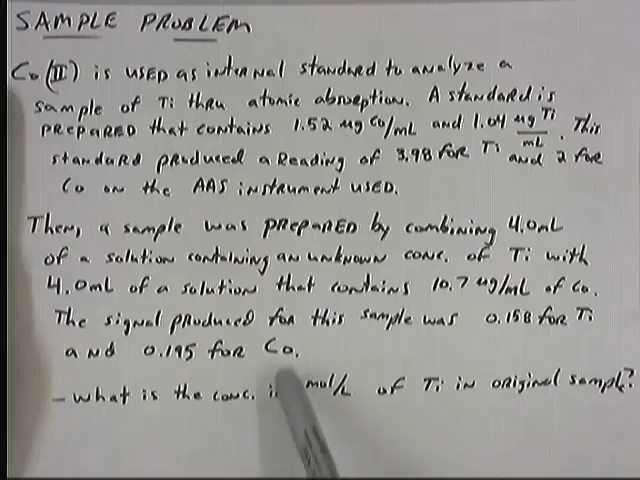 SAMPLE PROBLEM
Co(II) is USED as internal standard to analyze a
sample of Ti thru atomic absorption. A standard is
PREPARED that contains 1.52 ug Co/mL and 1.04 ug Ti/mL. This
standard produced a Reading of 3.98 for Ti and 2 for
Co on the AAS instrument used.
Then, a sample was PREPARED by combining 4.0mL
of a solution containing an unknown conc. of Ti with
4.0mL of a solution that contains 10.7 ug/mL of Co.
The signal produced for this sample was 0.158 for Ti
and 0.195 for Co.
- What is the conc. in mol/L of Ti in original sample?